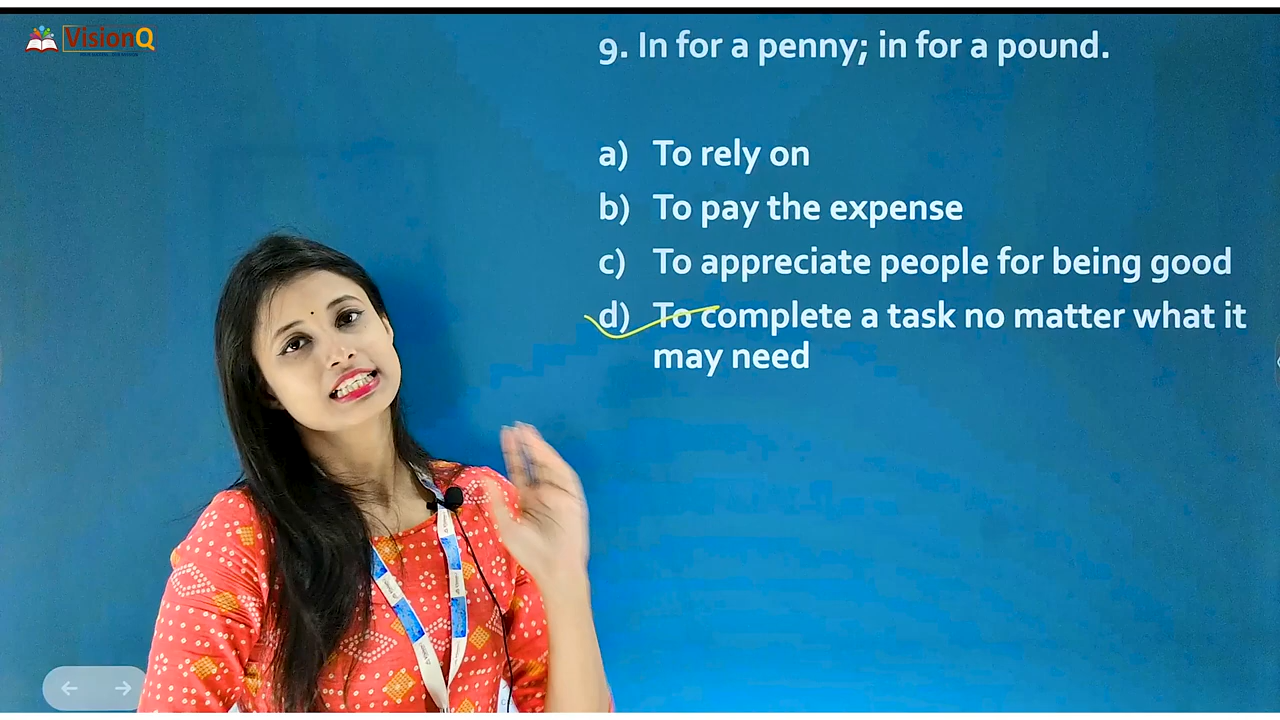 VisionQ
9. In for a penny; in for a pound.
a) To rely on
b) To pay the expense
c) To appreciate people for being good
d) To complete a task no matter what it
may need